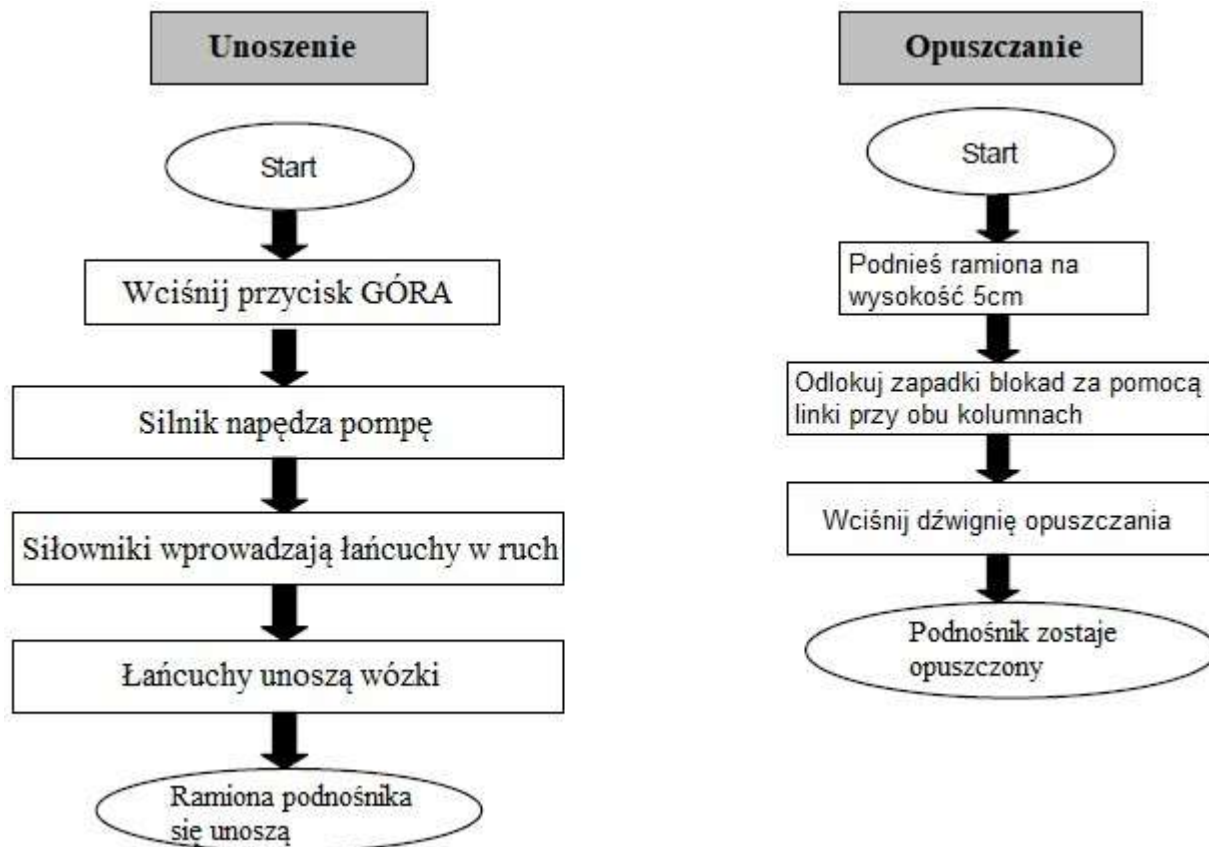 Unoszenie
Start
Wciśnij przycisk GÓRA
Silnik napędza pompę
Siłowniki wprowadzają łańcuchy w ruch
Łańcuchy unoszą wózki
Ramiona podnośnika
się unoszą
Opuszczanie
Start
Podnieś ramiona na
wysokość 5cm
Odlokuj zapadki blokad za pomocą
linki przy obu kolumnach
Wciśnij dźwignię opuszczania
Podnośnik zostaje
opuszczony